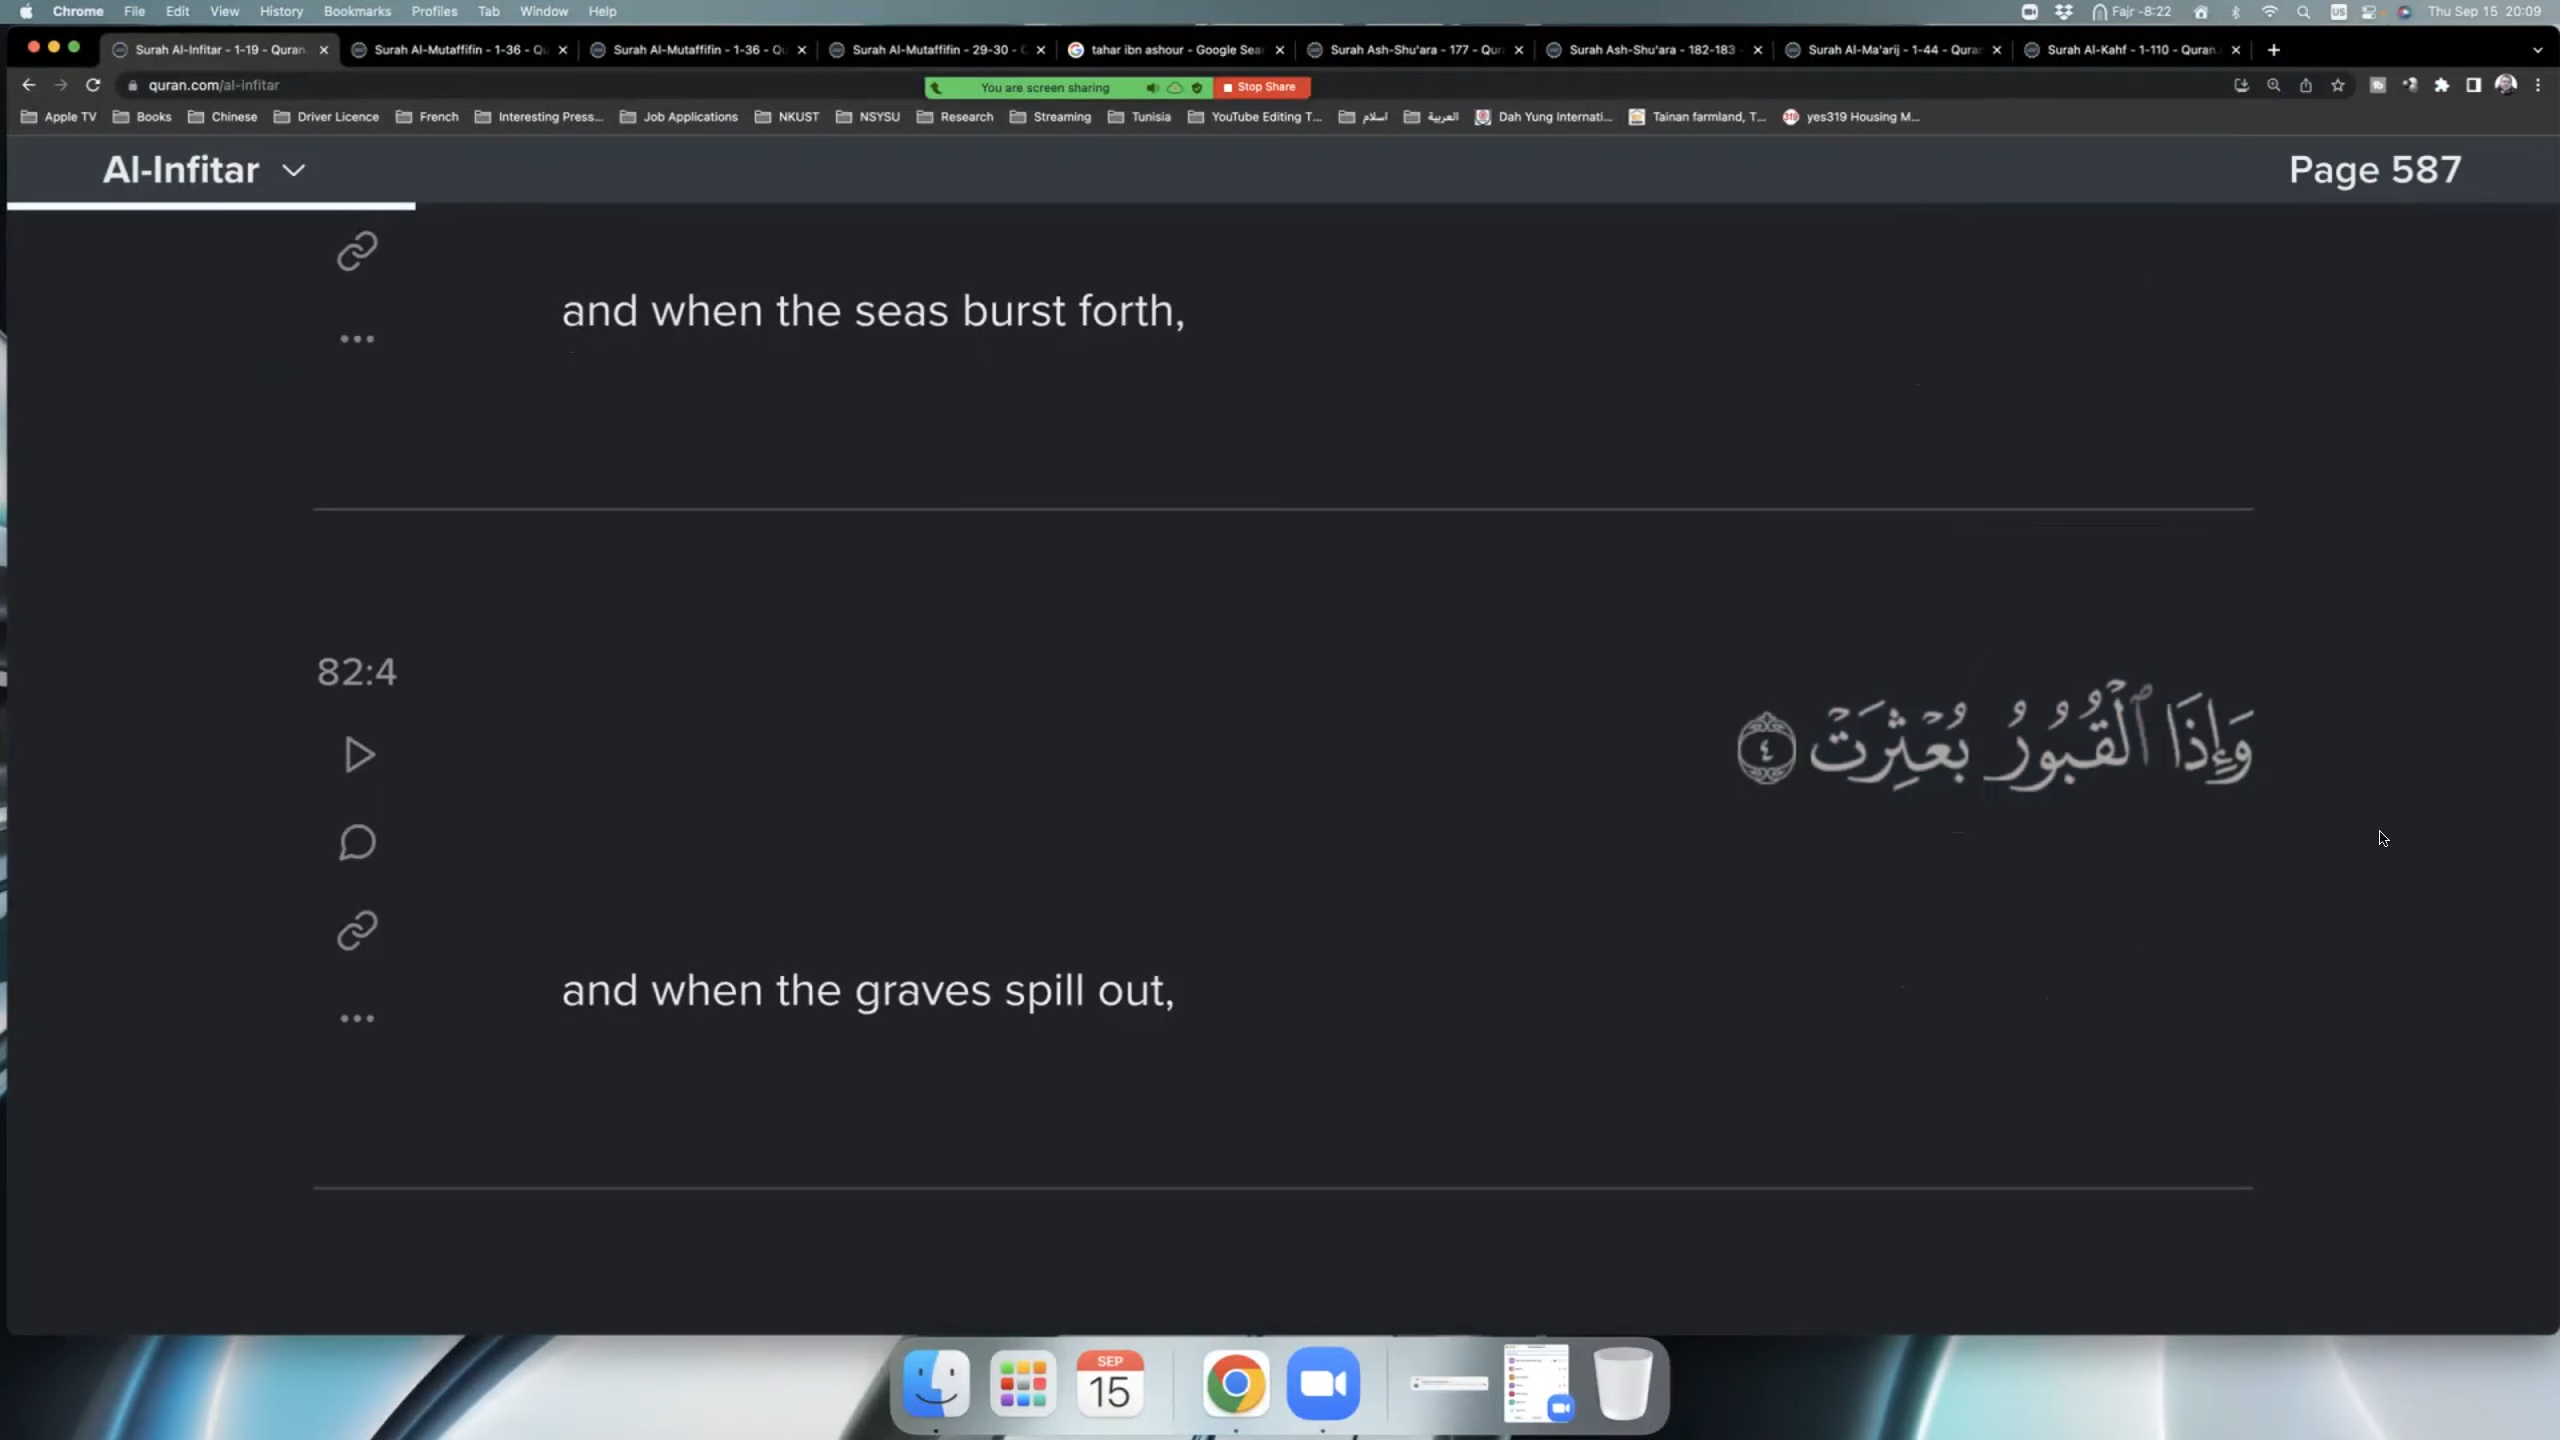 Chrome File Edit View History Bookmarks Profiles Tab Window Help Fajr -8:22 US Thu Sep 15 20:09
Surah Al-Infitar - 1-19 - Quran. Surah Al-Mutaffifin - 1-36 - Qu Surah Al-Mutaffifin - 1-36 - Qu Surah Al-Mutaffifin - 29-30 - tahar ibn ashour - Google Sea Surah Ash-Shu'ara - 177 - Qur Surah Ash-Shu'ara - 182-183 Surah Al-Ma'arij - 1-44 - Quran Surah Al-Kahf - 1-110 - Quran.
quran.com/al-infitar You are screen sharing Stop Share
Apple TV Books Chinese Driver Licence French Interesting Press... Job Applications NKUST NSYSU Research Streaming Tunisia YouTube Editing T... اسلام العربية Dah Yung Internati... Tainan farmland, T... 319 yes319 Housing M...
Al-Infitar Page 587
and when the seas burst forth,
82:4
وَإِذَا ٱلْقُبُورُ بُعْثِرَتْ ٤
and when the graves spill out,
SEP
15